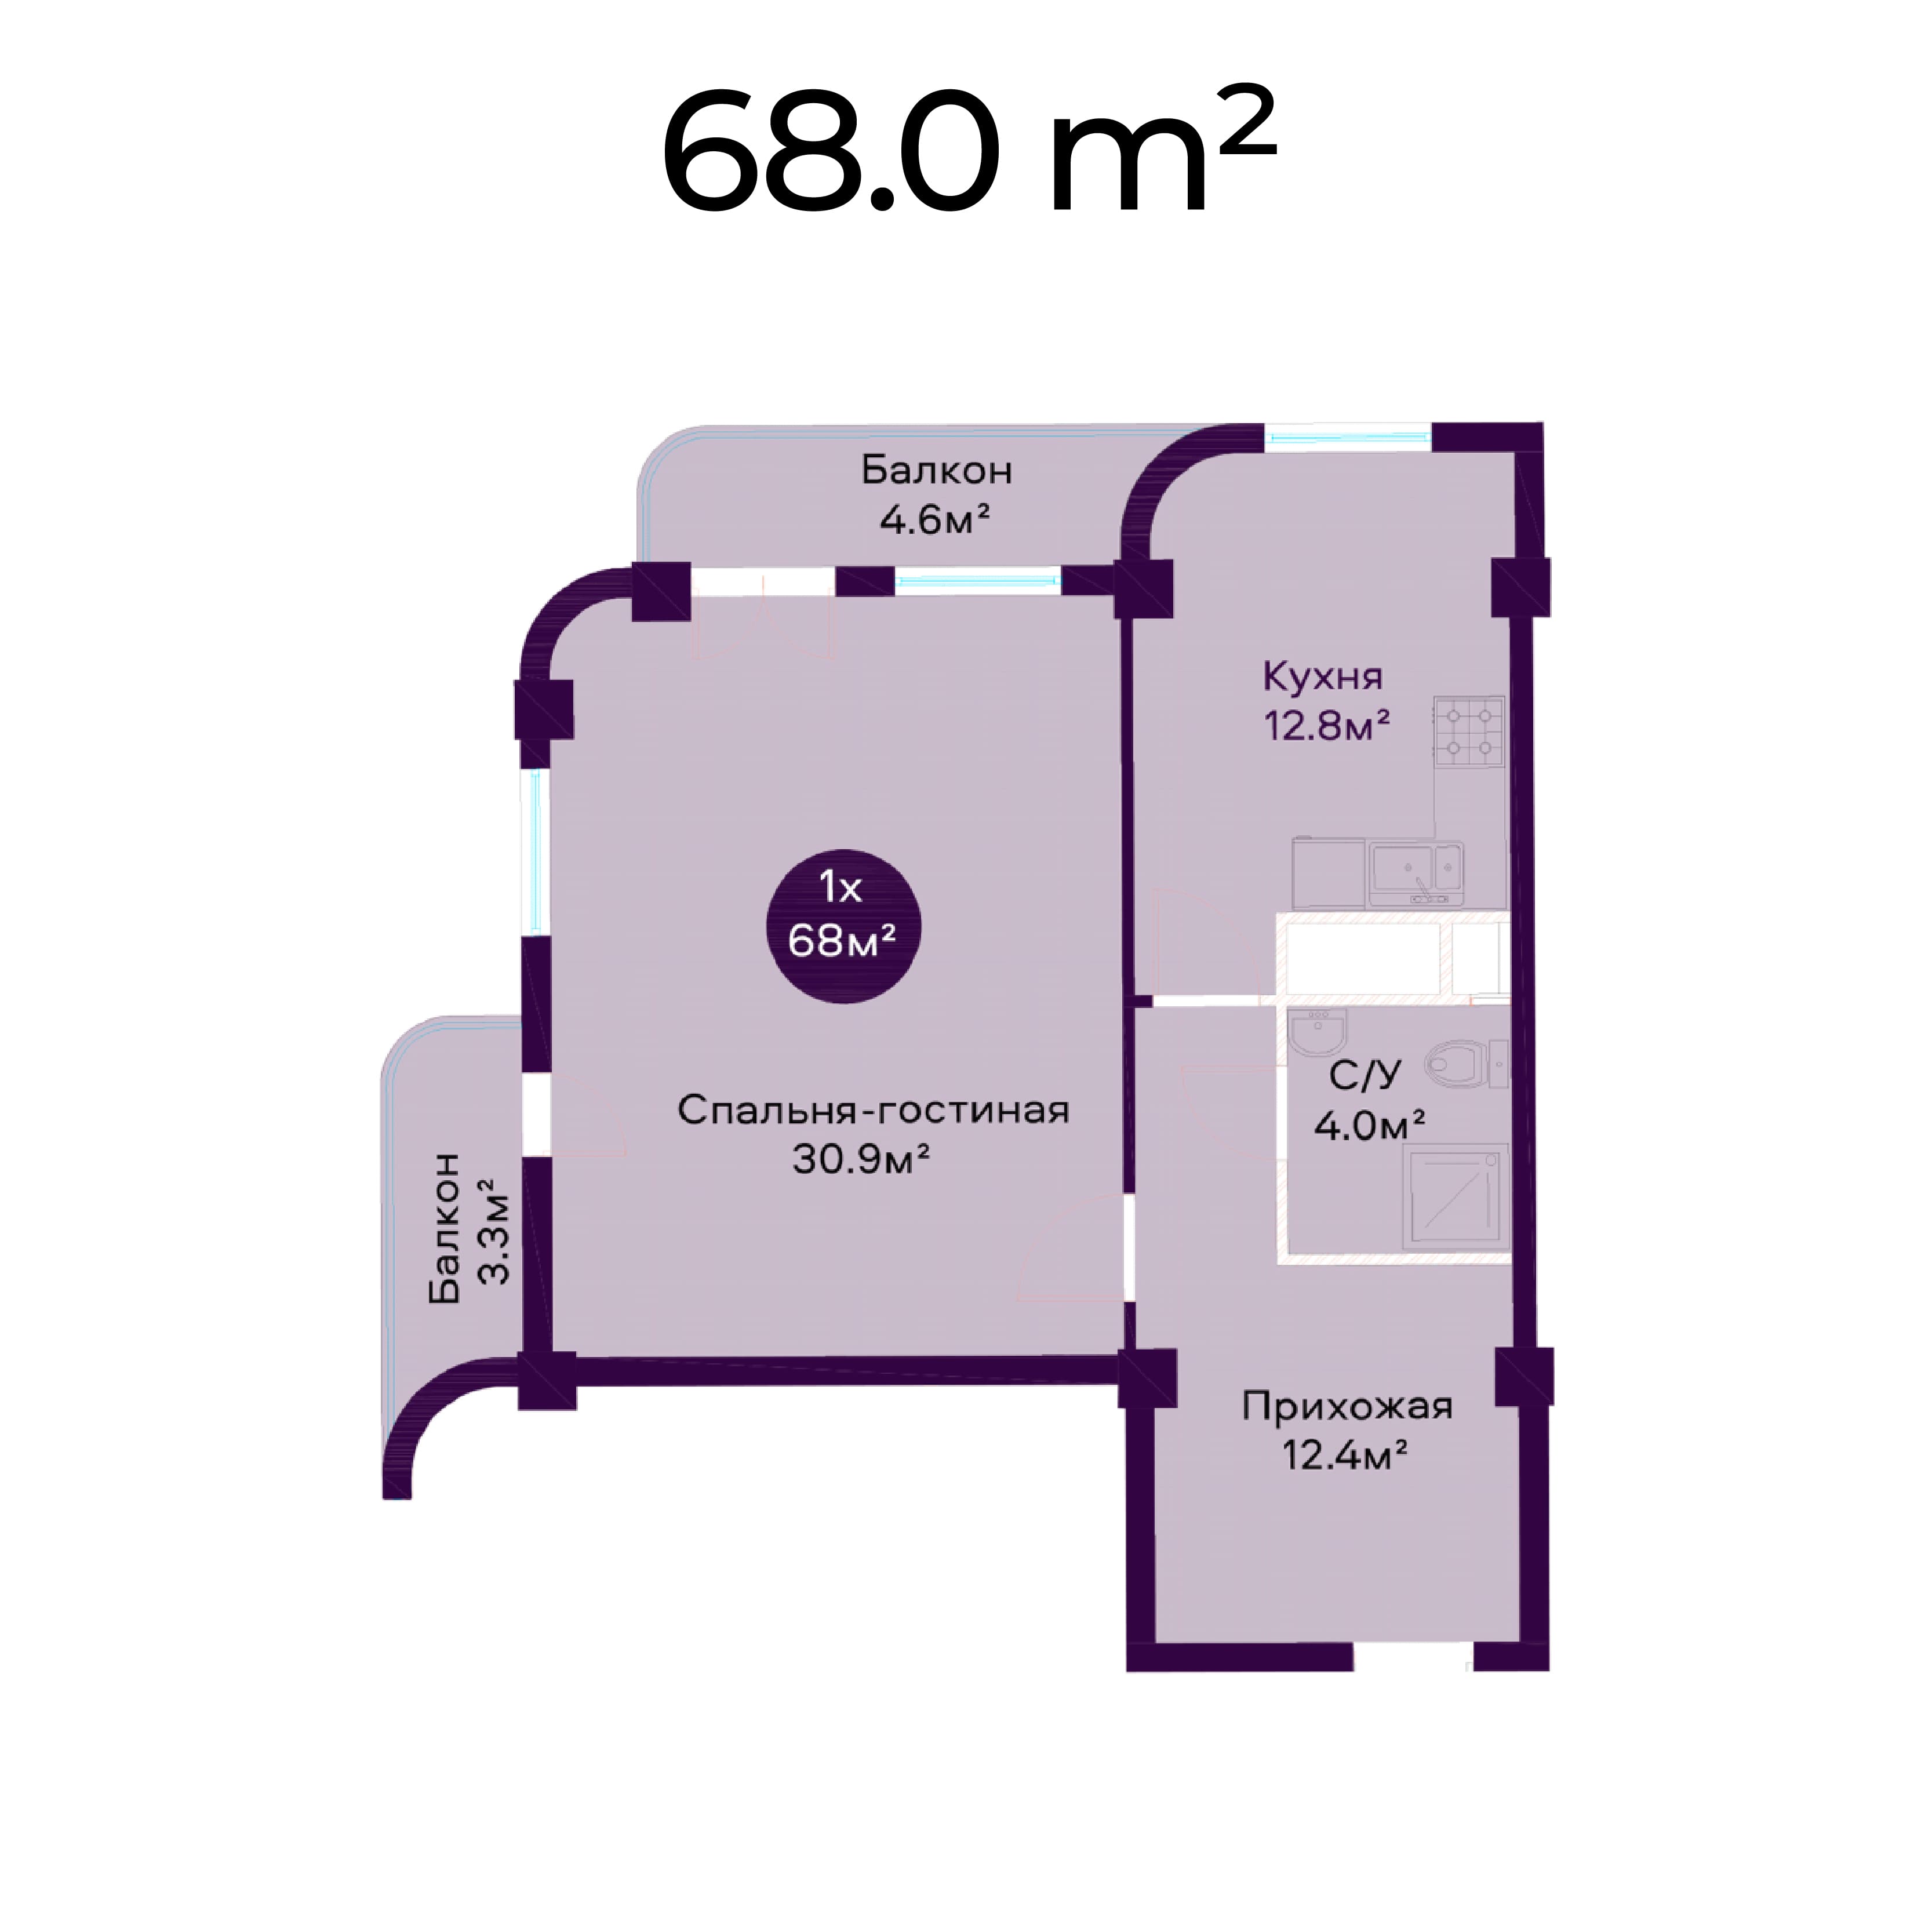 68.0 m²
Балкон
4.6м²
Кухня
12.8м²
1х
68м²
С/У
4.0м²
Спальня-гостиная
30.9м²
Балкон
3.3м²
Прихожая
12.4м²